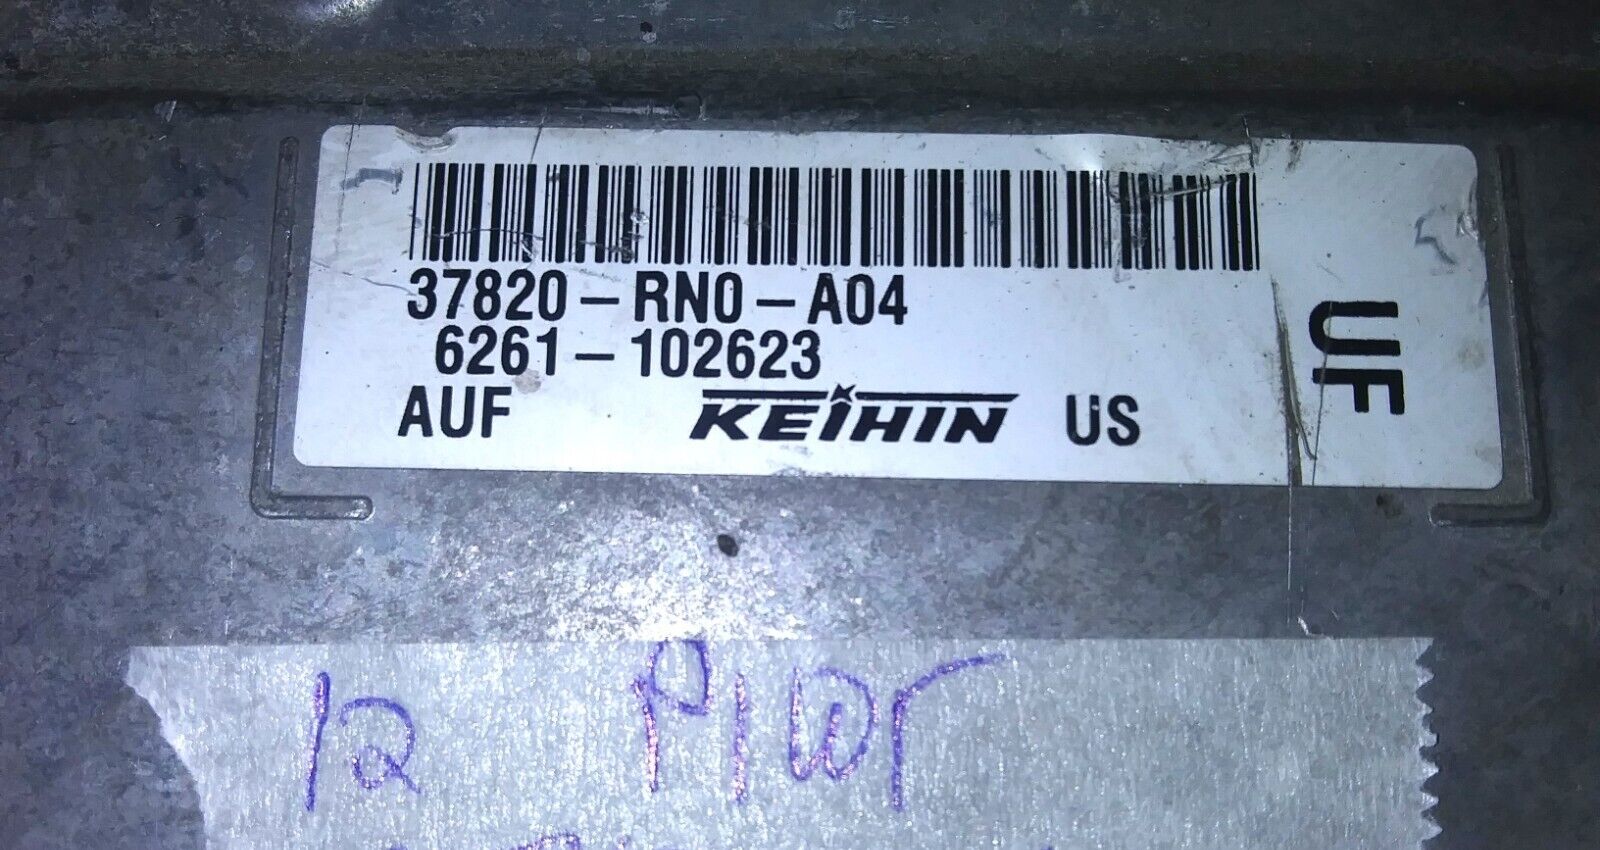 37820-RN0-A04
6261-102623
AUF KEIHIN US
UF
12 PILOT